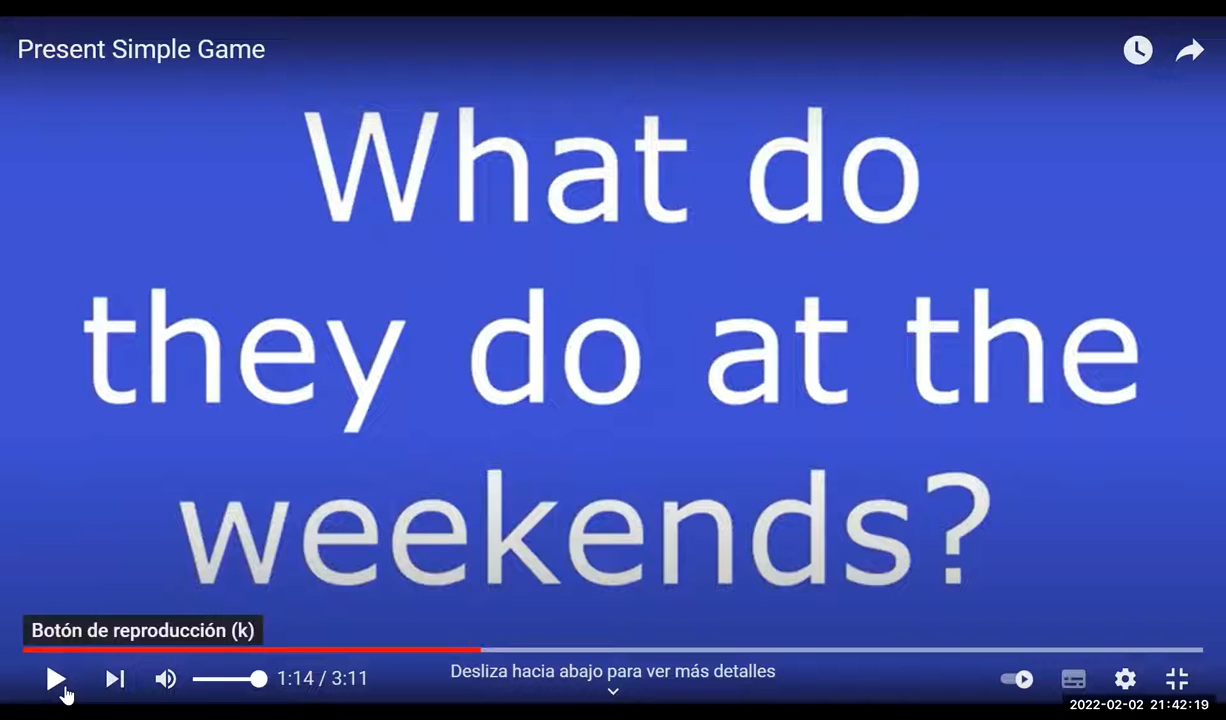 Present Simple Game
What do
they do at the
weekends?
Botón de reproducción (k)
1:14 / 3:11
Desliza hacia abajo para ver más detalles
2022-02-02 21:42:19